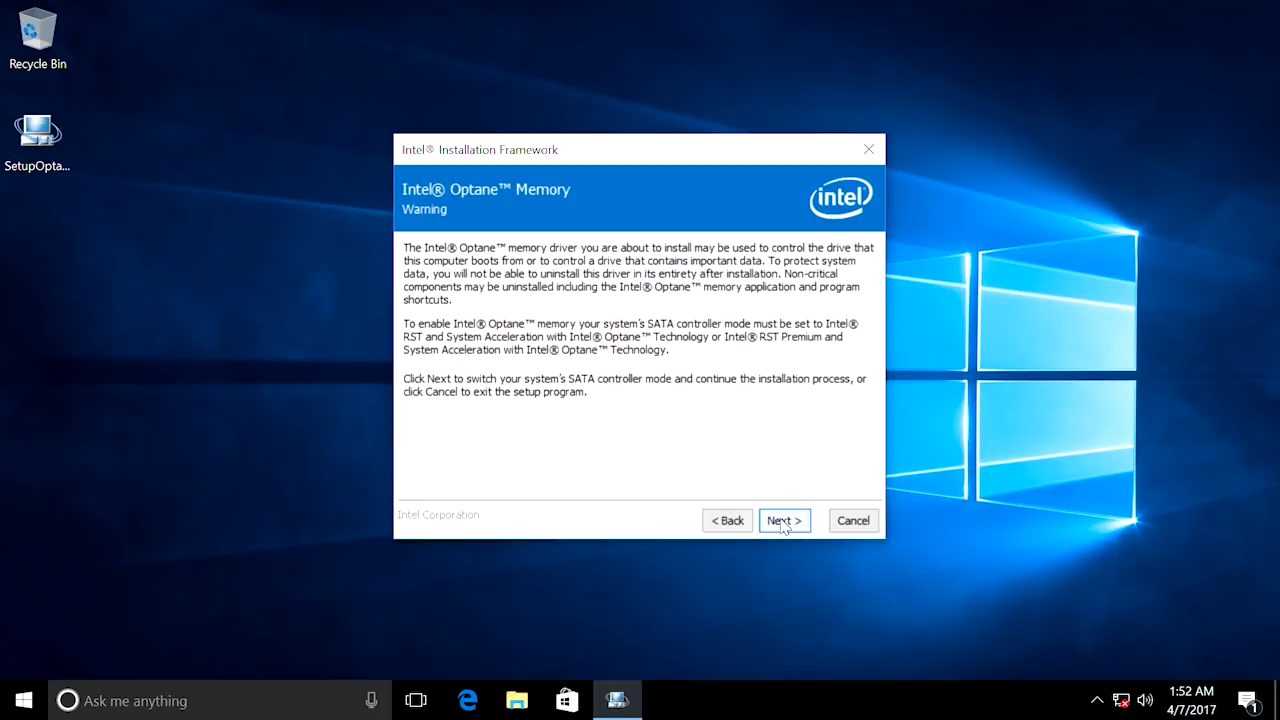 Recycle Bin
SetupOpta...
Intel® Installation Framework
Intel® Optane™ Memory
Warning
intel
The Intel® Optane™ memory driver you are about to install may be used to control the drive that
this computer boots from or to control a drive that contains important data. To protect system
data, you will not be able to uninstall this driver in its entirety after installation. Non-critical
components may be uninstalled including the Intel® Optane™ memory application and program
shortcuts.
To enable Intel® Optane™ memory your system's SATA controller mode must be set to Intel®
RST and System Acceleration with Intel® Optane™ Technology or Intel® RST Premium and
System Acceleration with Intel® Optane™ Technology.
Click Next to switch your system's SATA controller mode and continue the installation process, or
click Cancel to exit the setup program.
Intel Corporation
< Back
Next >
Cancel
Ask me anything
1:52 AM
4/7/2017
1